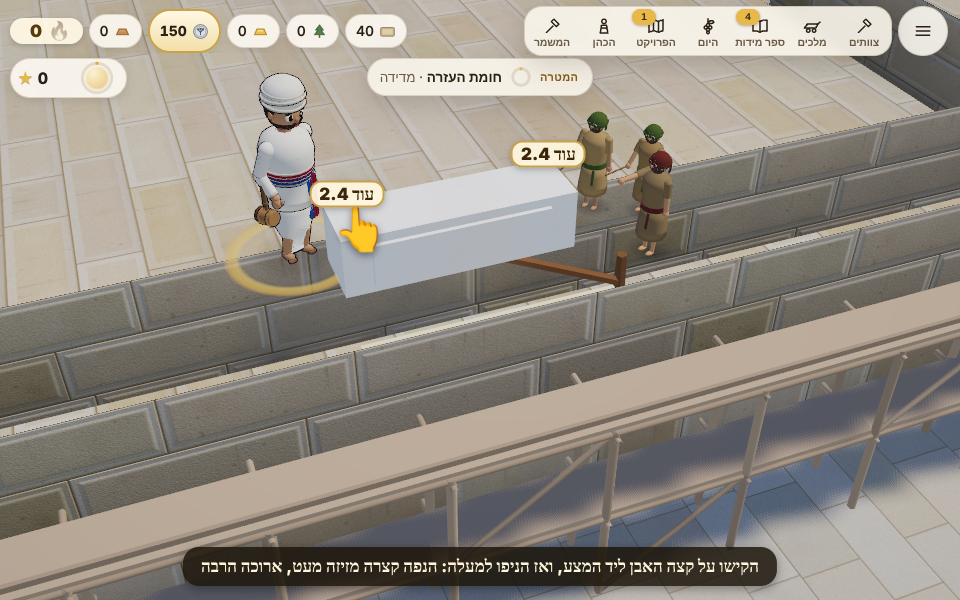 צוותים
מלכים
ספר מידות
4
היום
הפרויקט
1
הכהן
המשמר
40
0
0
150
0
0
המטרה
חומת העזרה · מדידה
0
עוד 2.4
עוד 2.4
הקישו על קצה האבן ליד המצע, ואז הניפו למעלה: הנפה קצרה מזיזה מעט, ארוכה הרבה